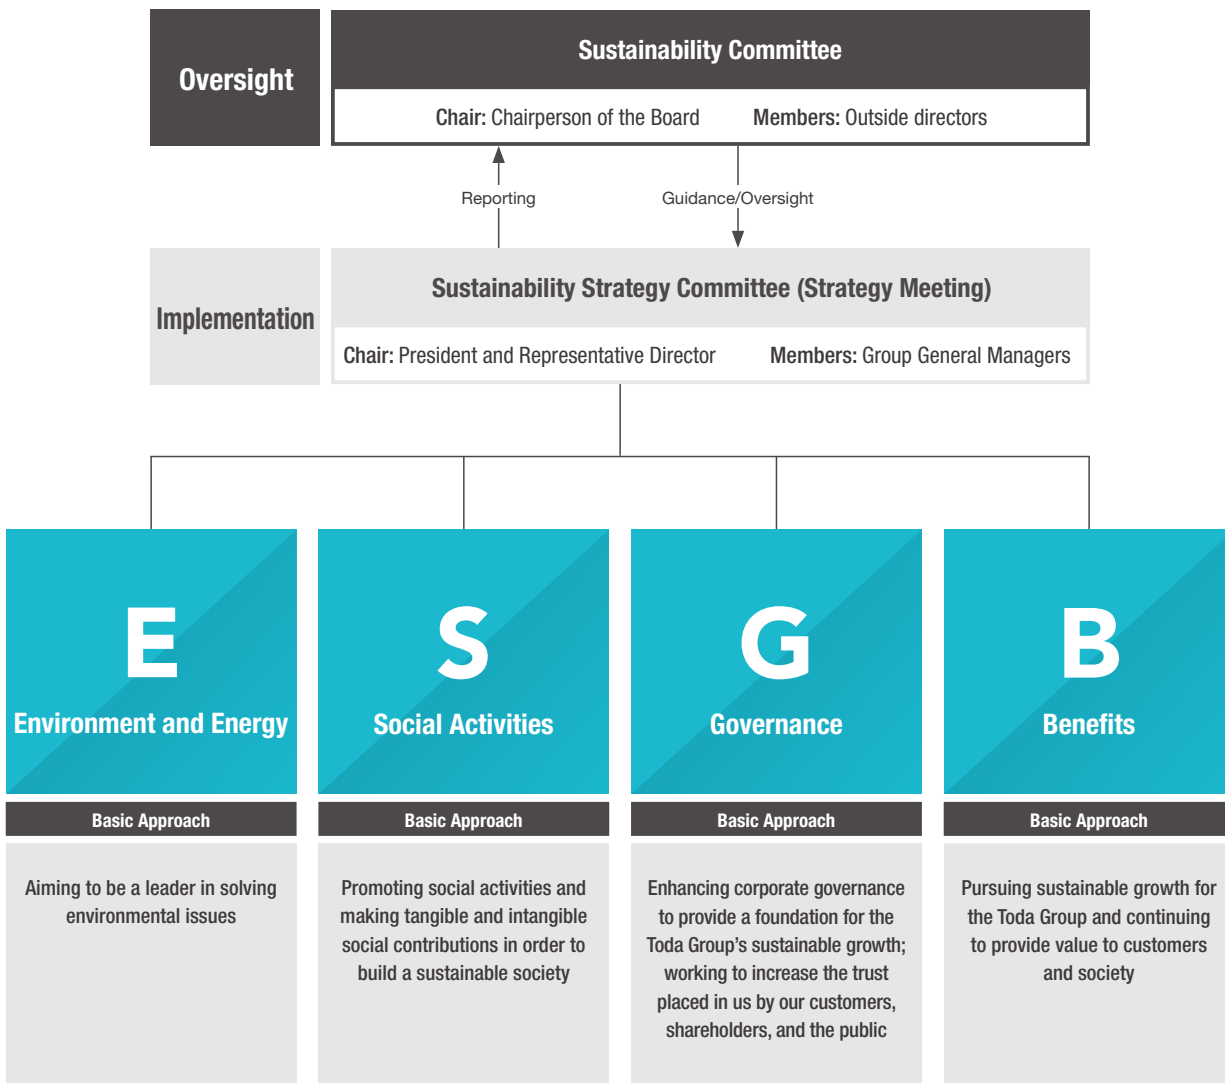 Oversight
Sustainability Committee
Chair: Chairperson of the Board Members: Outside directors
Reporting
Guidance/Oversight
Implementation
Sustainability Strategy Committee (Strategy Meeting)
Chair: President and Representative Director Members: Group General Managers
E
Environment and Energy
Basic Approach
Aiming to be a leader in solving
environmental issues
S
Social Activities
Basic Approach
Promoting social activities and
making tangible and intangible
social contributions in order to
build a sustainable society
G
Governance
Basic Approach
Enhancing corporate governance
to provide a foundation for the
Toda Group's sustainable growth;
working to increase the trust
placed in us by our customers,
shareholders, and the public
B
Benefits
Basic Approach
Pursuing sustainable growth for
the Toda Group and continuing
to provide value to customers
and society